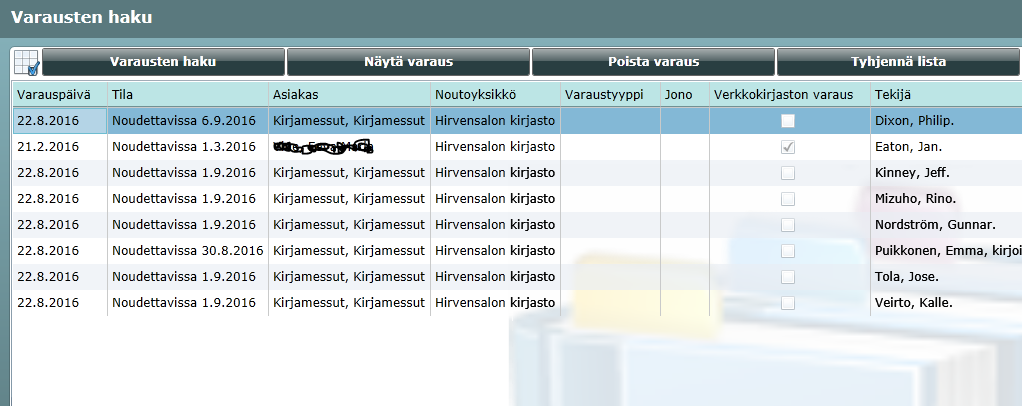 Varausten haku
Varausten haku Näytä varaus Poista varaus Tyhjennä lista
Varauspäivä Tila Asiakas Noutoyksikkö Varaustyyppi Jono Verkkokirjaston varaus Tekijä
22.8.2016 Noudettavissa 6.9.2016 Kirjamessut, Kirjamessut Hirvensalon kirjasto Dixon, Philip.
21.2.2016 Noudettavissa 1.3.2016 Hirvensalon kirjasto Eaton, Jan.
22.8.2016 Noudettavissa 1.9.2016 Kirjamessut, Kirjamessut Hirvensalon kirjasto Kinney, Jeff.
22.8.2016 Noudettavissa 1.9.2016 Kirjamessut, Kirjamessut Hirvensalon kirjasto Mizuho, Rino.
22.8.2016 Noudettavissa 1.9.2016 Kirjamessut, Kirjamessut Hirvensalon kirjasto Nordström, Gunnar.
22.8.2016 Noudettavissa 30.8.2016 Kirjamessut, Kirjamessut Hirvensalon kirjasto Puikkonen, Emma, kirjoi
22.8.2016 Noudettavissa 1.9.2016 Kirjamessut, Kirjamessut Hirvensalon kirjasto Tola, Jose.
22.8.2016 Noudettavissa 1.9.2016 Kirjamessut, Kirjamessut Hirvensalon kirjasto Veirto, Kalle.